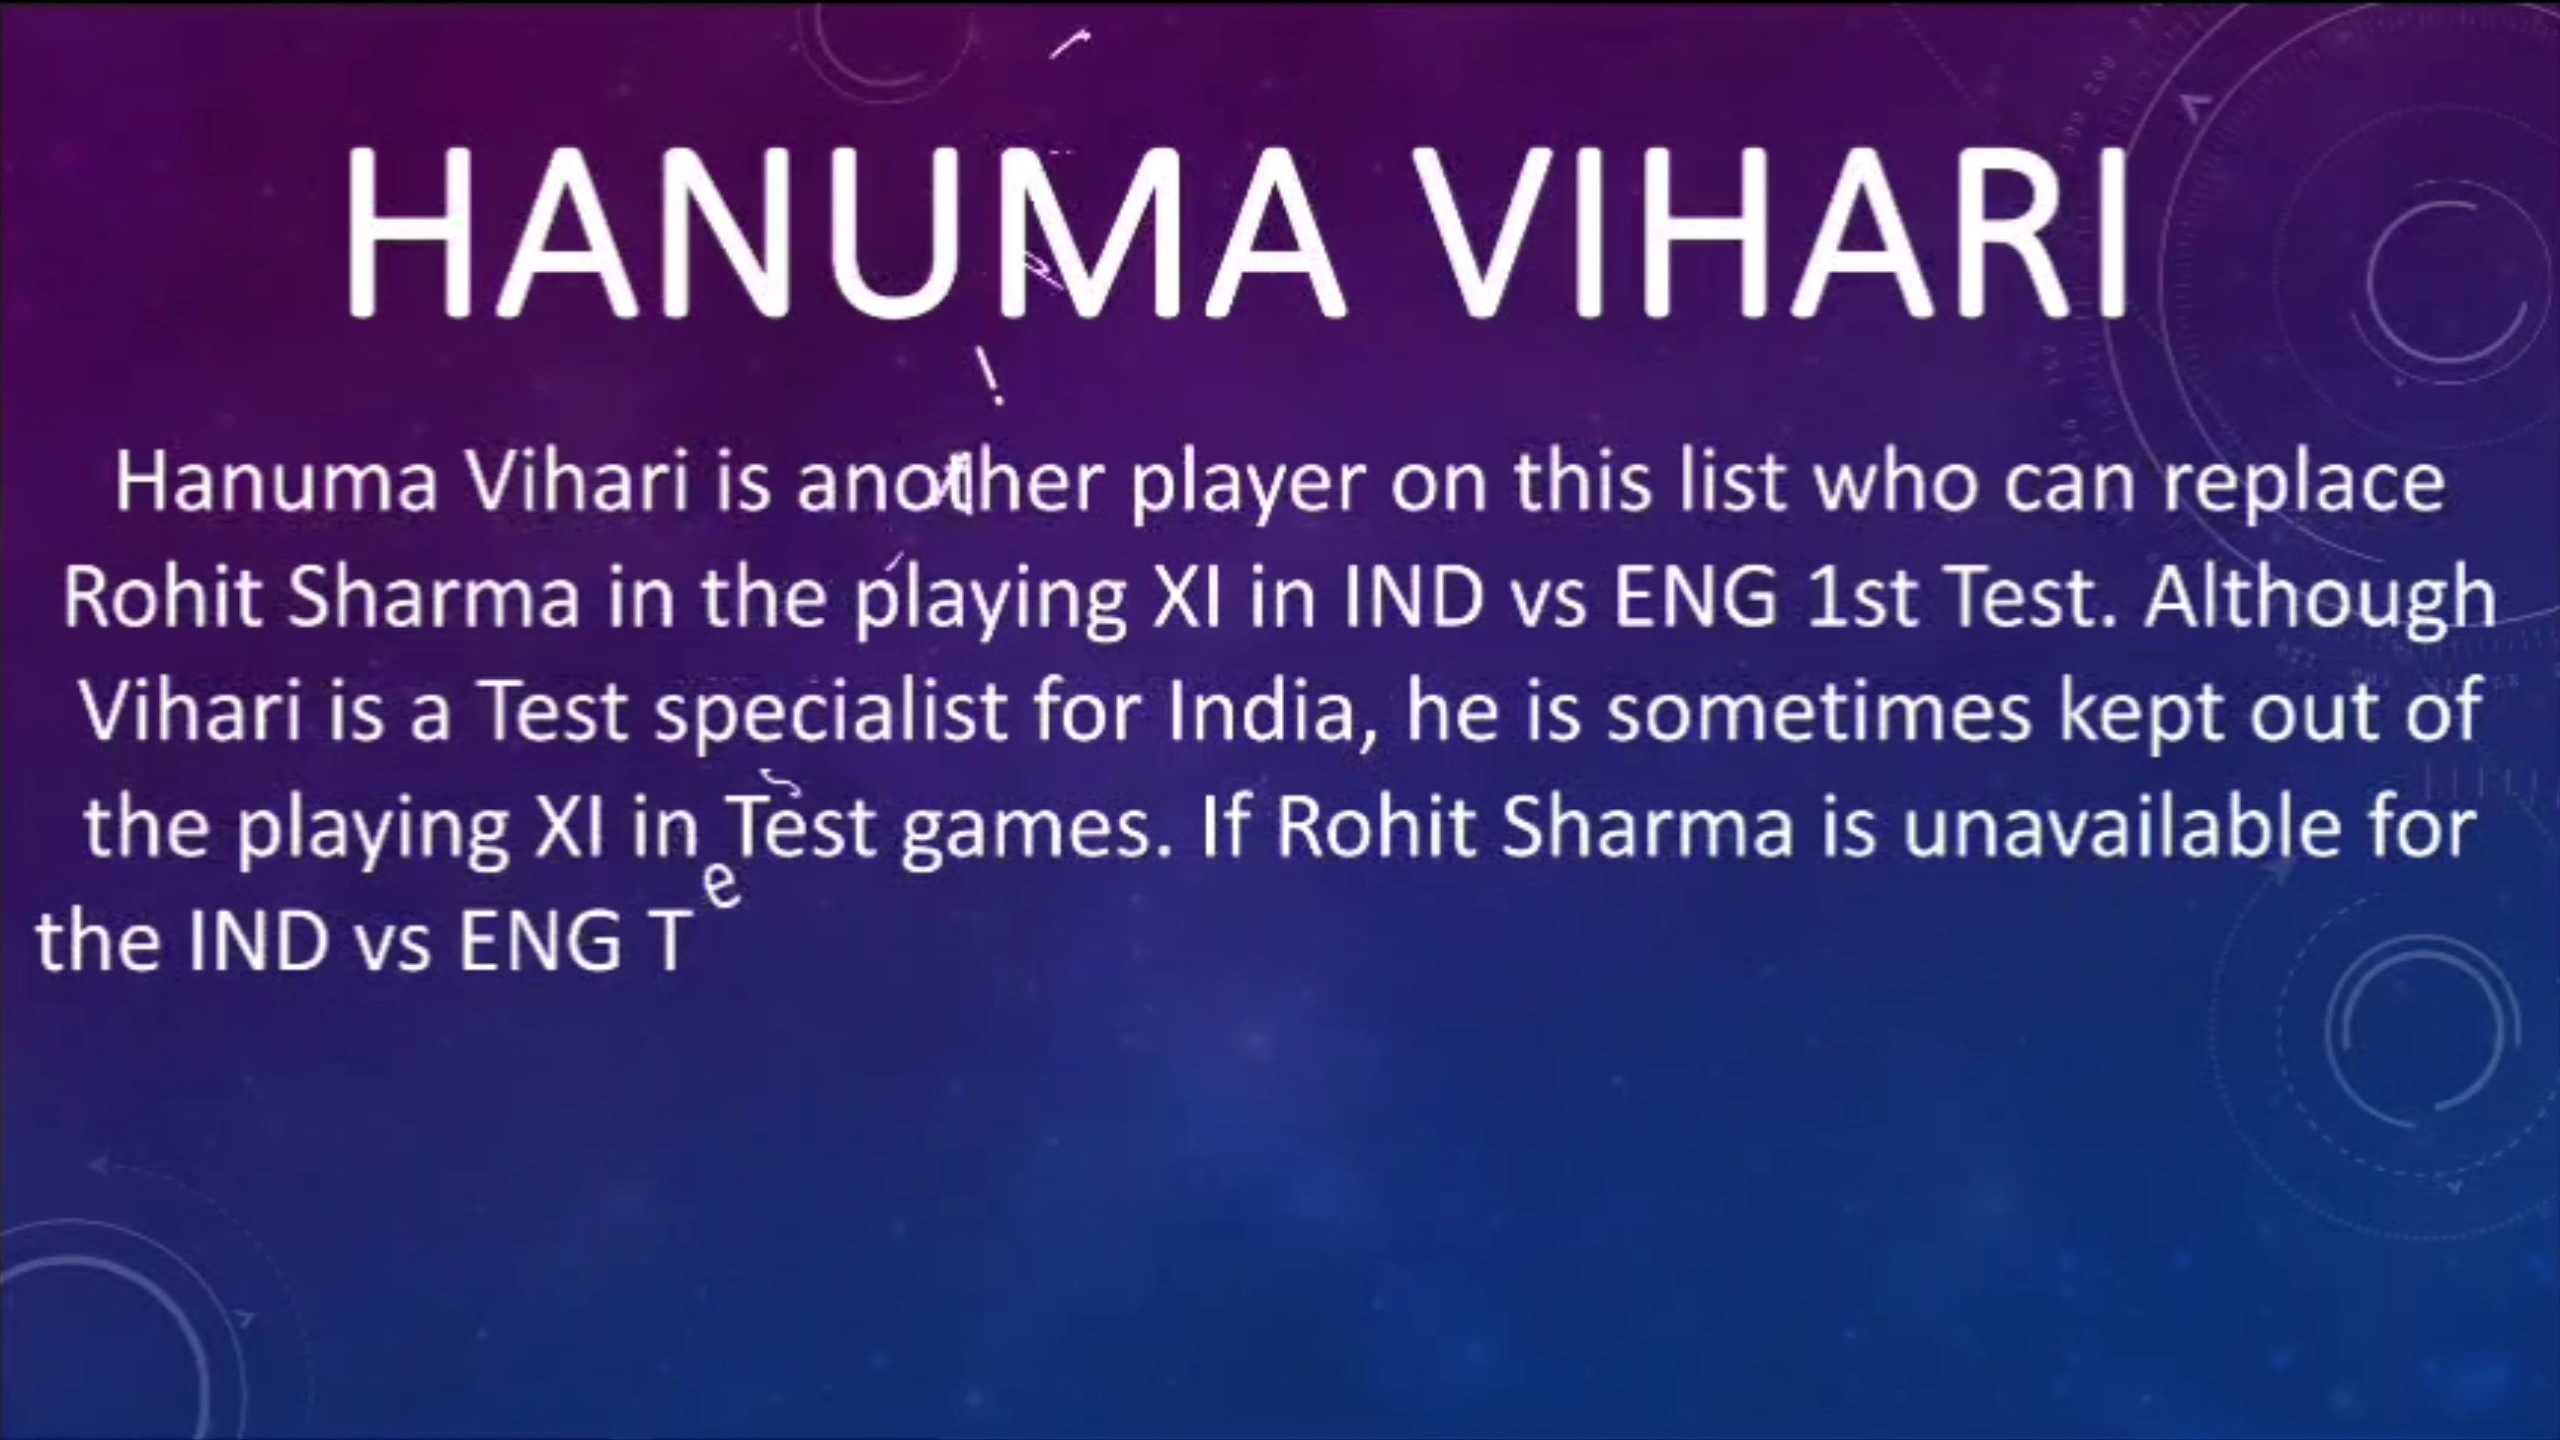 HANUMA VIHARI
Hanuma Vihari is another player on this list who can replace
Rohit Sharma in the playing XI in IND vs ENG 1st Test. Although
Vihari is a Test specialist for India, he is sometimes kept out of
the playing XI in Test games. If Rohit Sharma is unavailable for
the IND vs ENG Te